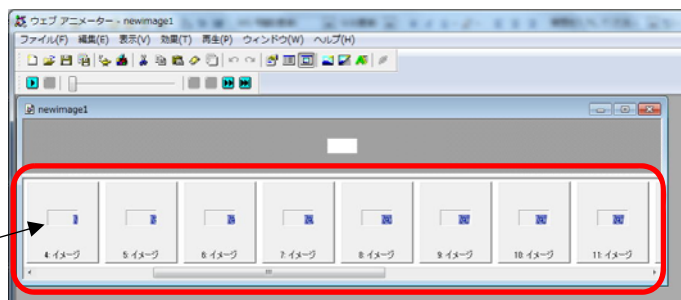 ウェブ アニメーター - newimage1
ファイル(F) 編集(E) 表示(V) 効果(T) 再生(P) ウィンドウ(W) ヘルプ(H)
newimage1
4: イメージ 5: イメージ 6: イメージ 7: イメージ 8: イメージ 9: イメージ 10: イメージ 11: イメージ